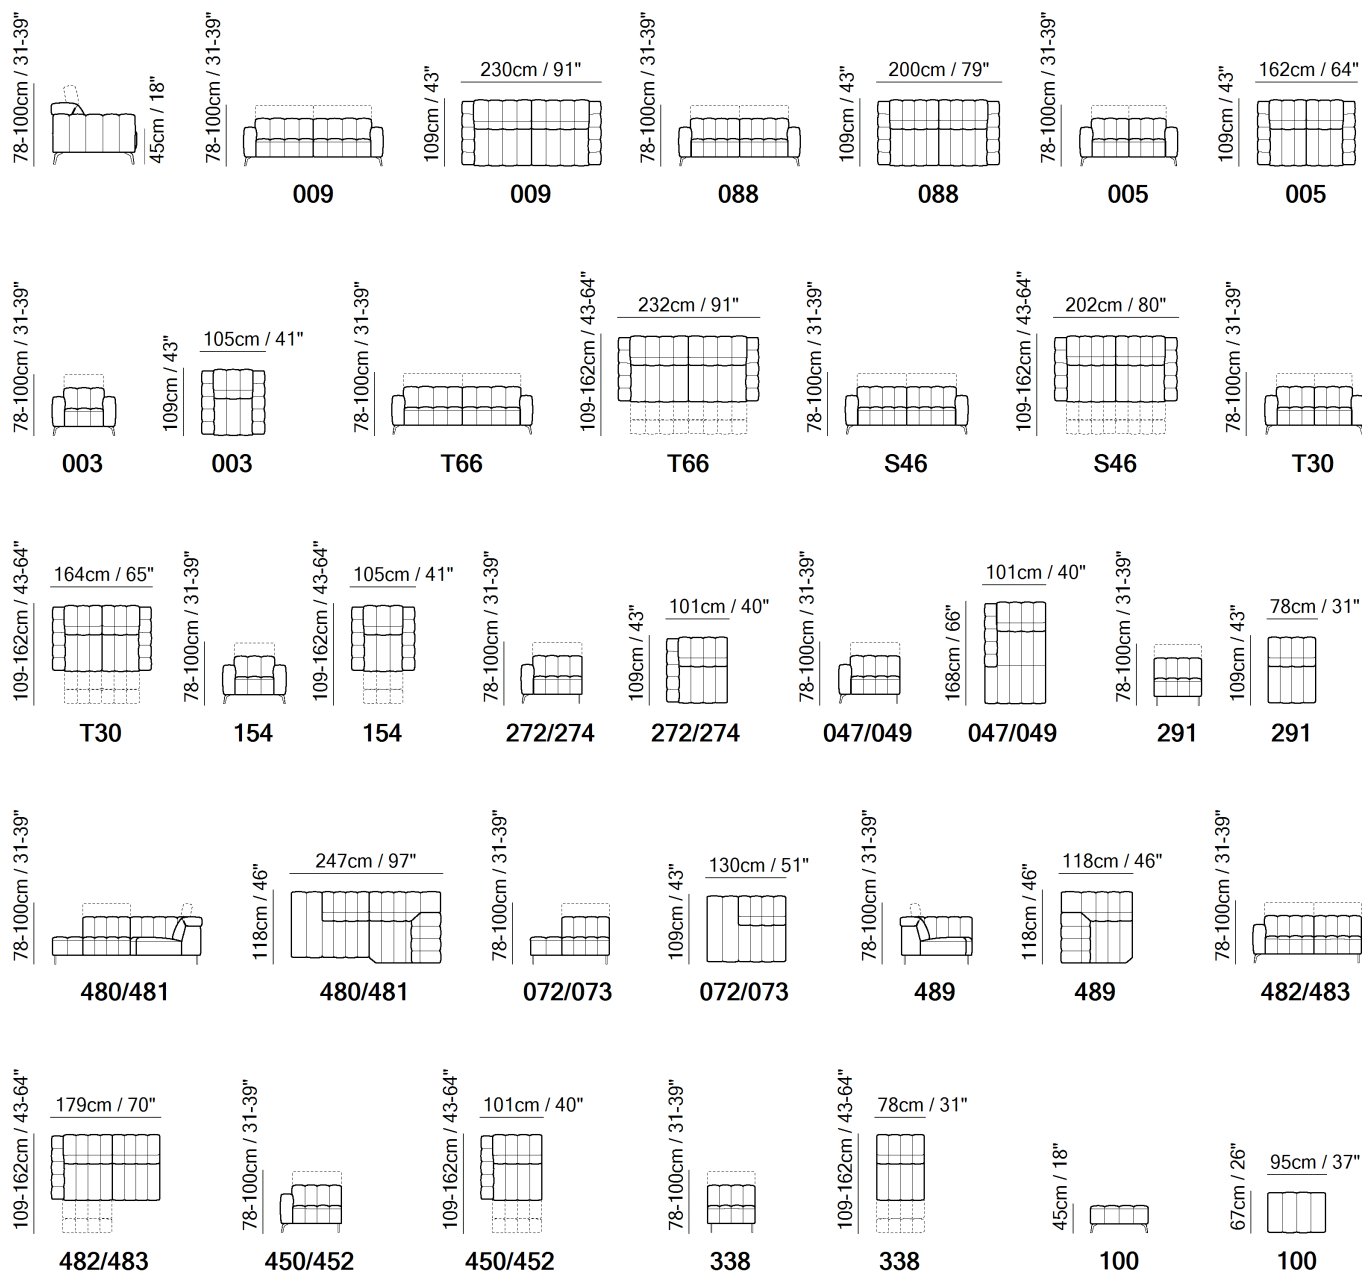 78-100cm / 31-39"
45cm / 18"
78-100cm / 31-39"
009
109cm / 43"
230cm / 91"
009
78-100cm / 31-39"
088
109cm / 43"
200cm / 79"
088
78-100cm / 31-39"
005
109cm / 43"
162cm / 64"
005
78-100cm / 31-39"
003
109cm / 43"
105cm / 41"
003
78-100cm / 31-39"
T66
109-162cm / 43-64"
232cm / 91"
T66
78-100cm / 31-39"
S46
109-162cm / 43-64"
202cm / 80"
S46
78-100cm / 31-39"
T30
109-162cm / 43-64"
164cm / 65"
T30
78-100cm / 31-39"
154
109-162cm / 43-64"
105cm / 41"
154
78-100cm / 31-39"
272/274
109cm / 43"
101cm / 40"
272/274
78-100cm / 31-39"
047/049
168cm / 66"
101cm / 40"
047/049
78-100cm / 31-39"
291
109cm / 43"
78cm / 31"
291
78-100cm / 31-39"
480/481
118cm / 46"
247cm / 97"
480/481
78-100cm / 31-39"
072/073
109cm / 43"
130cm / 51"
072/073
78-100cm / 31-39"
489
118cm / 46"
118cm / 46"
489
78-100cm / 31-39"
482/483
109-162cm / 43-64"
179cm / 70"
482/483
78-100cm / 31-39"
450/452
109-162cm / 43-64"
101cm / 40"
450/452
78-100cm / 31-39"
338
109-162cm / 43-64"
78cm / 31"
338
45cm / 18"
100
67cm / 26"
95cm / 37"
100